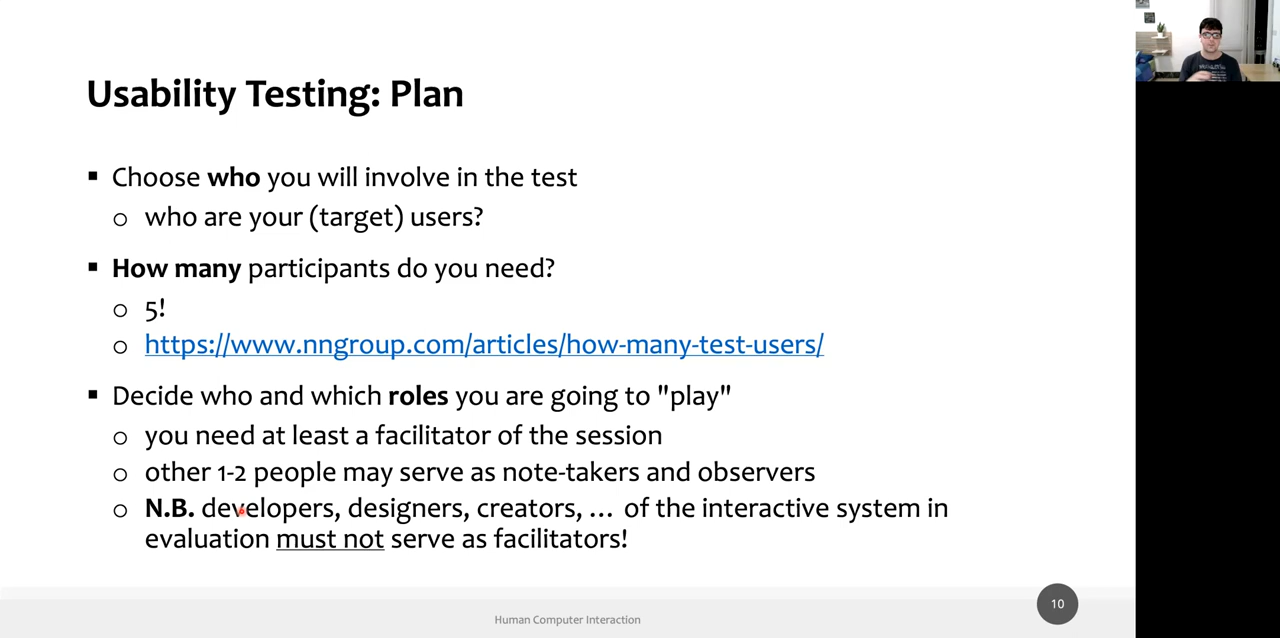 Usability Testing: Plan
▪ Choose who you will involve in the test
o who are your (target) users?
▪ How many participants do you need?
o 5!
o https://www.nngroup.com/articles/how-many-test-users/
▪ Decide who and which roles you are going to "play"
o you need at least a facilitator of the session
o other 1-2 people may serve as note-takers and observers
o N.B. developers, designers, creators, … of the interactive system in
evaluation must not serve as facilitators!
Human Computer Interaction
10